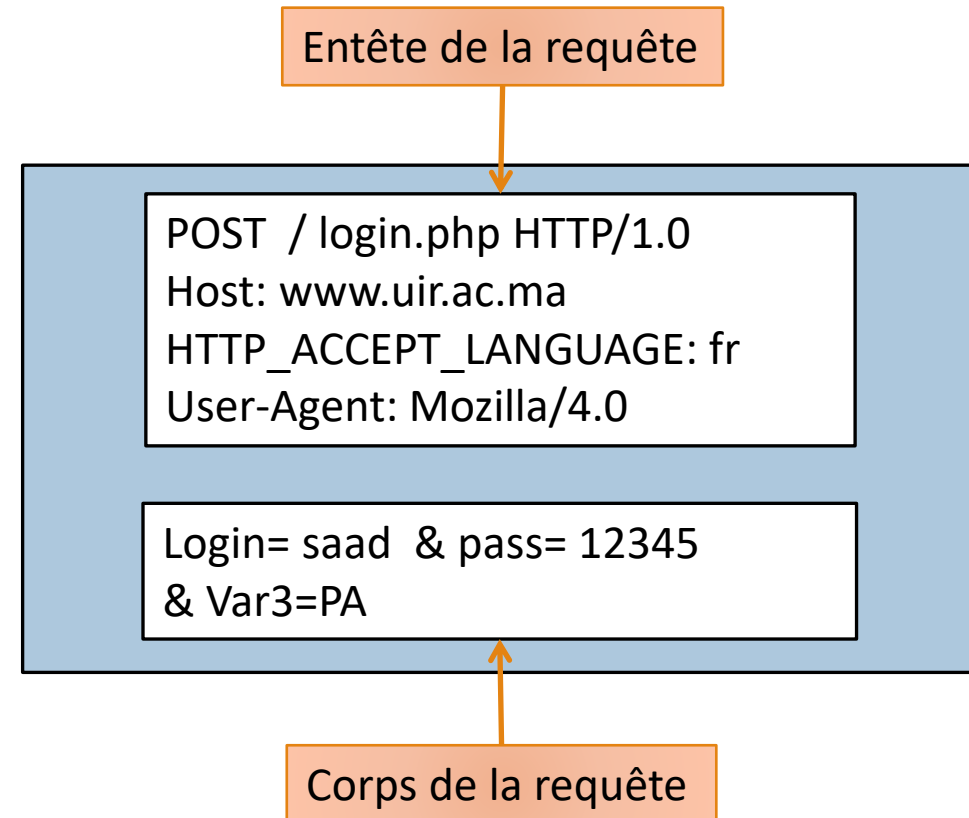 Entête de la requête
POST / login.php HTTP/1.0
Host: www.uir.ac.ma
HTTP_ACCEPT_LANGUAGE: fr
User-Agent: Mozilla/4.0
Login= saad & pass= 12345
& Var3=PA
Corps de la requête